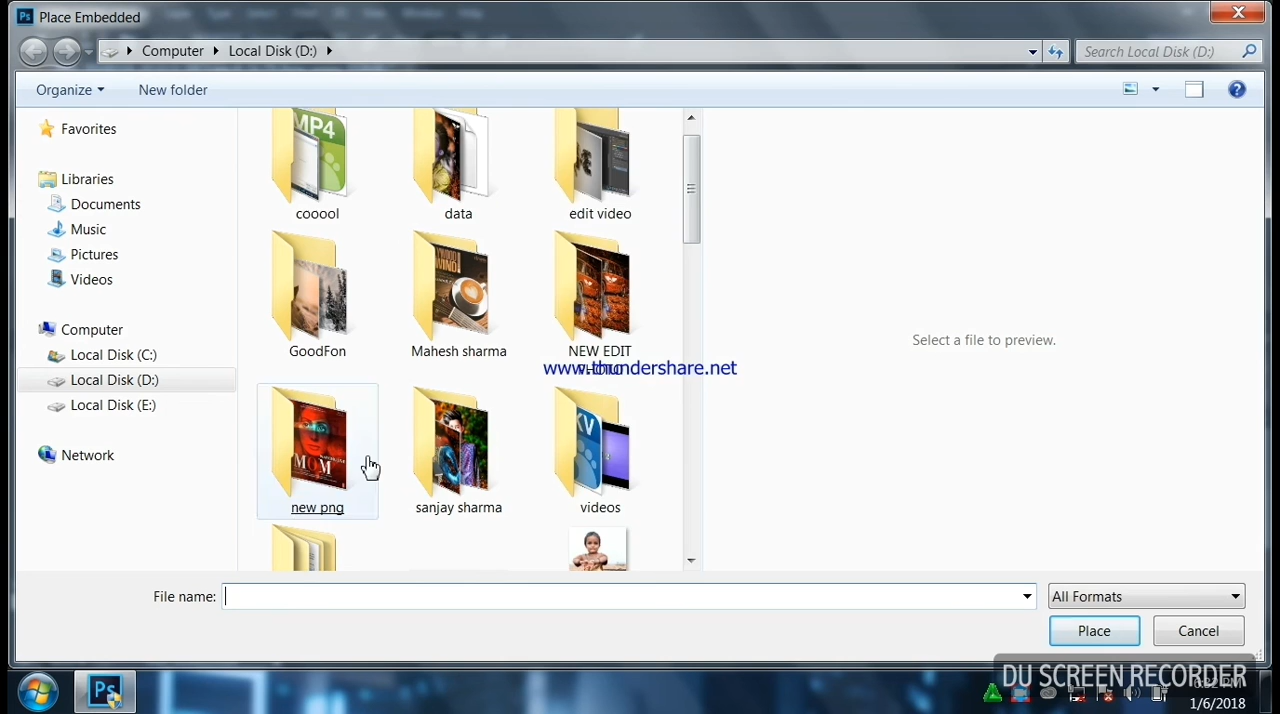 Place Embedded
Computer Local Disk (D:)
Search Local Disk (D:)
Organize New folder
Favorites
Libraries
Documents
Music
Pictures
Videos
Computer
Local Disk (C:)
Local Disk (D:)
Local Disk (E:)
Network
MP4
cooool data edit video
GoodFon Mahesh sharma NEW EDIT
www.thundershare.net
MOM
new png sanjay sharma videos
Select a file to preview.
File name: All Formats
Place Cancel
Ps
DU SCREEN RECORDER
1/6/2018